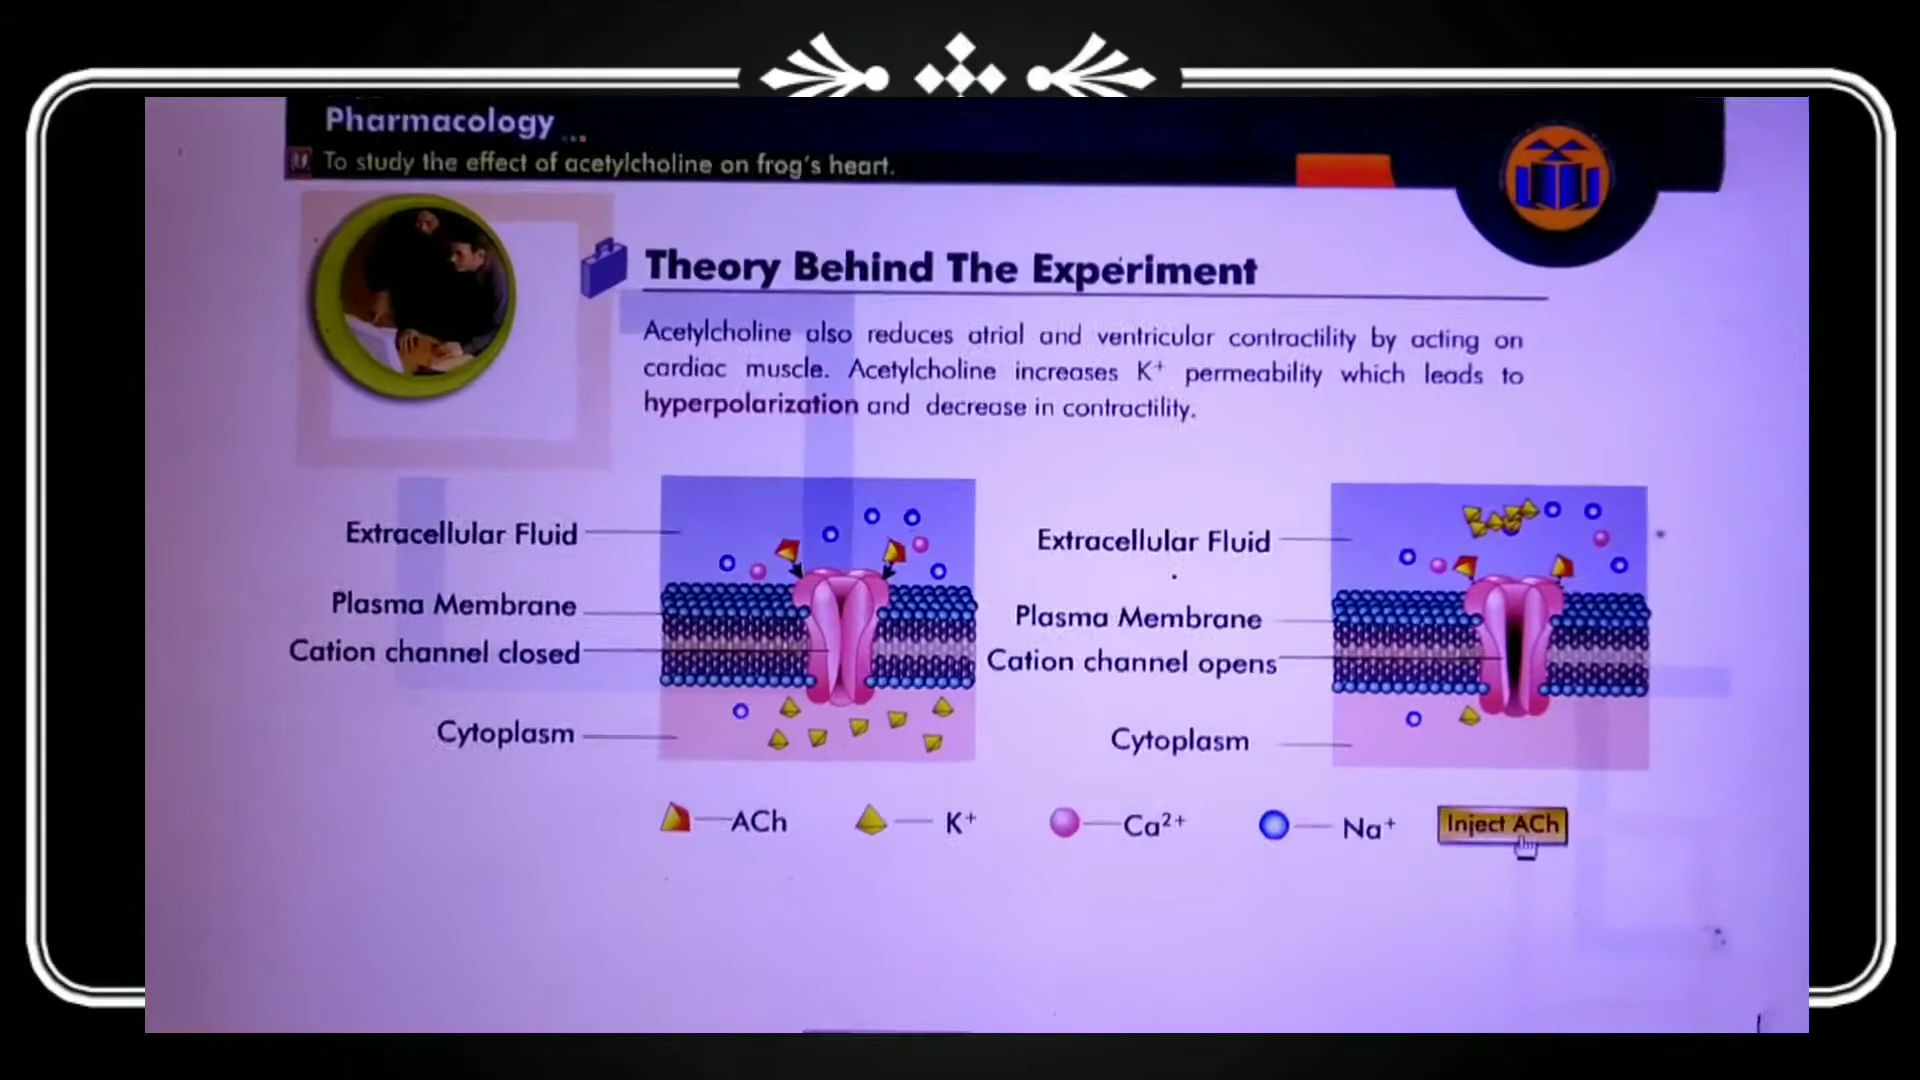 Pharmacology ...
To study the effect of acetylcholine on frog's heart.
Theory Behind The Experiment
Acetylcholine also reduces atrial and ventricular contractility by acting on
cardiac muscle. Acetylcholine increases K⁺ permeability which leads to
hyperpolarization and decrease in contractility.
Extracellular Fluid
Plasma Membrane
Cation channel closed
Cytoplasm
Extracellular Fluid
Plasma Membrane
Cation channel opens
Cytoplasm
ACh
K⁺
Ca²⁺
Na⁺
Inject ACh